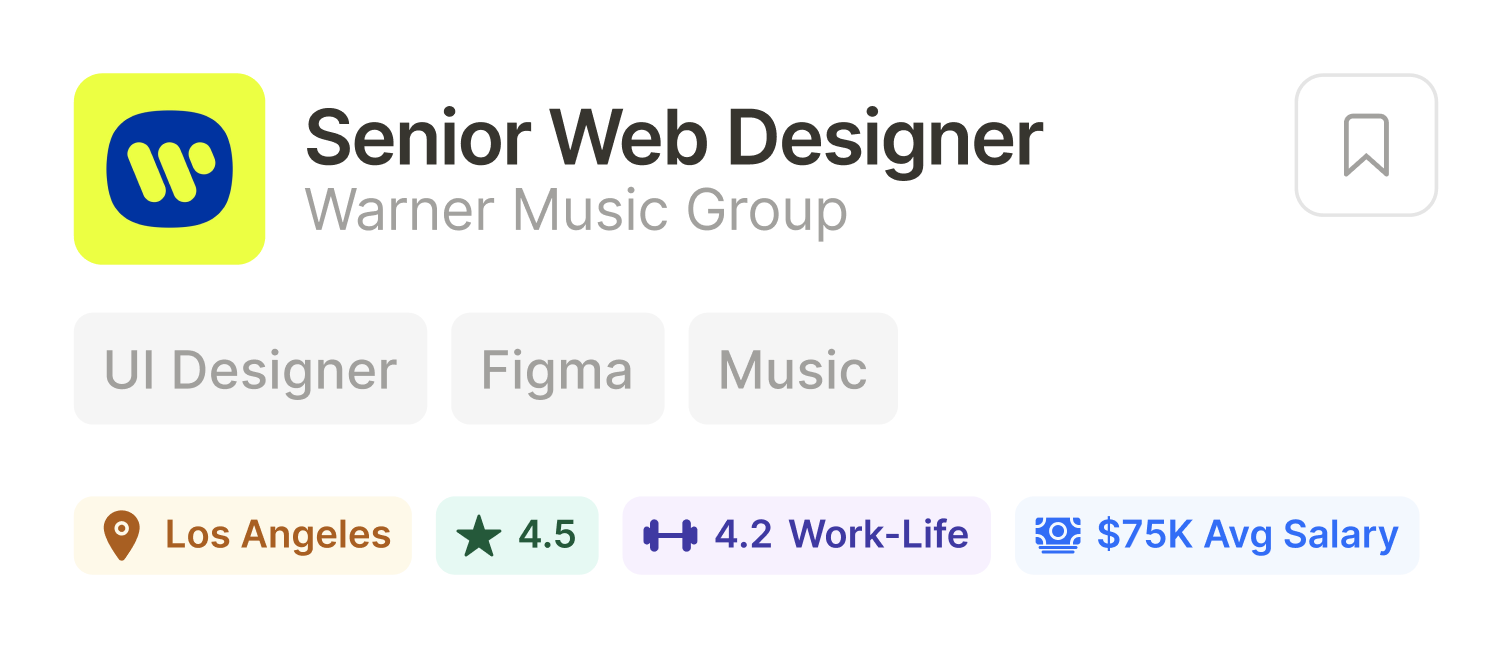 Senior Web Designer
Warner Music Group
UI Designer Figma Music
Los Angeles 4.5 4.2 Work-Life $75K Avg Salary